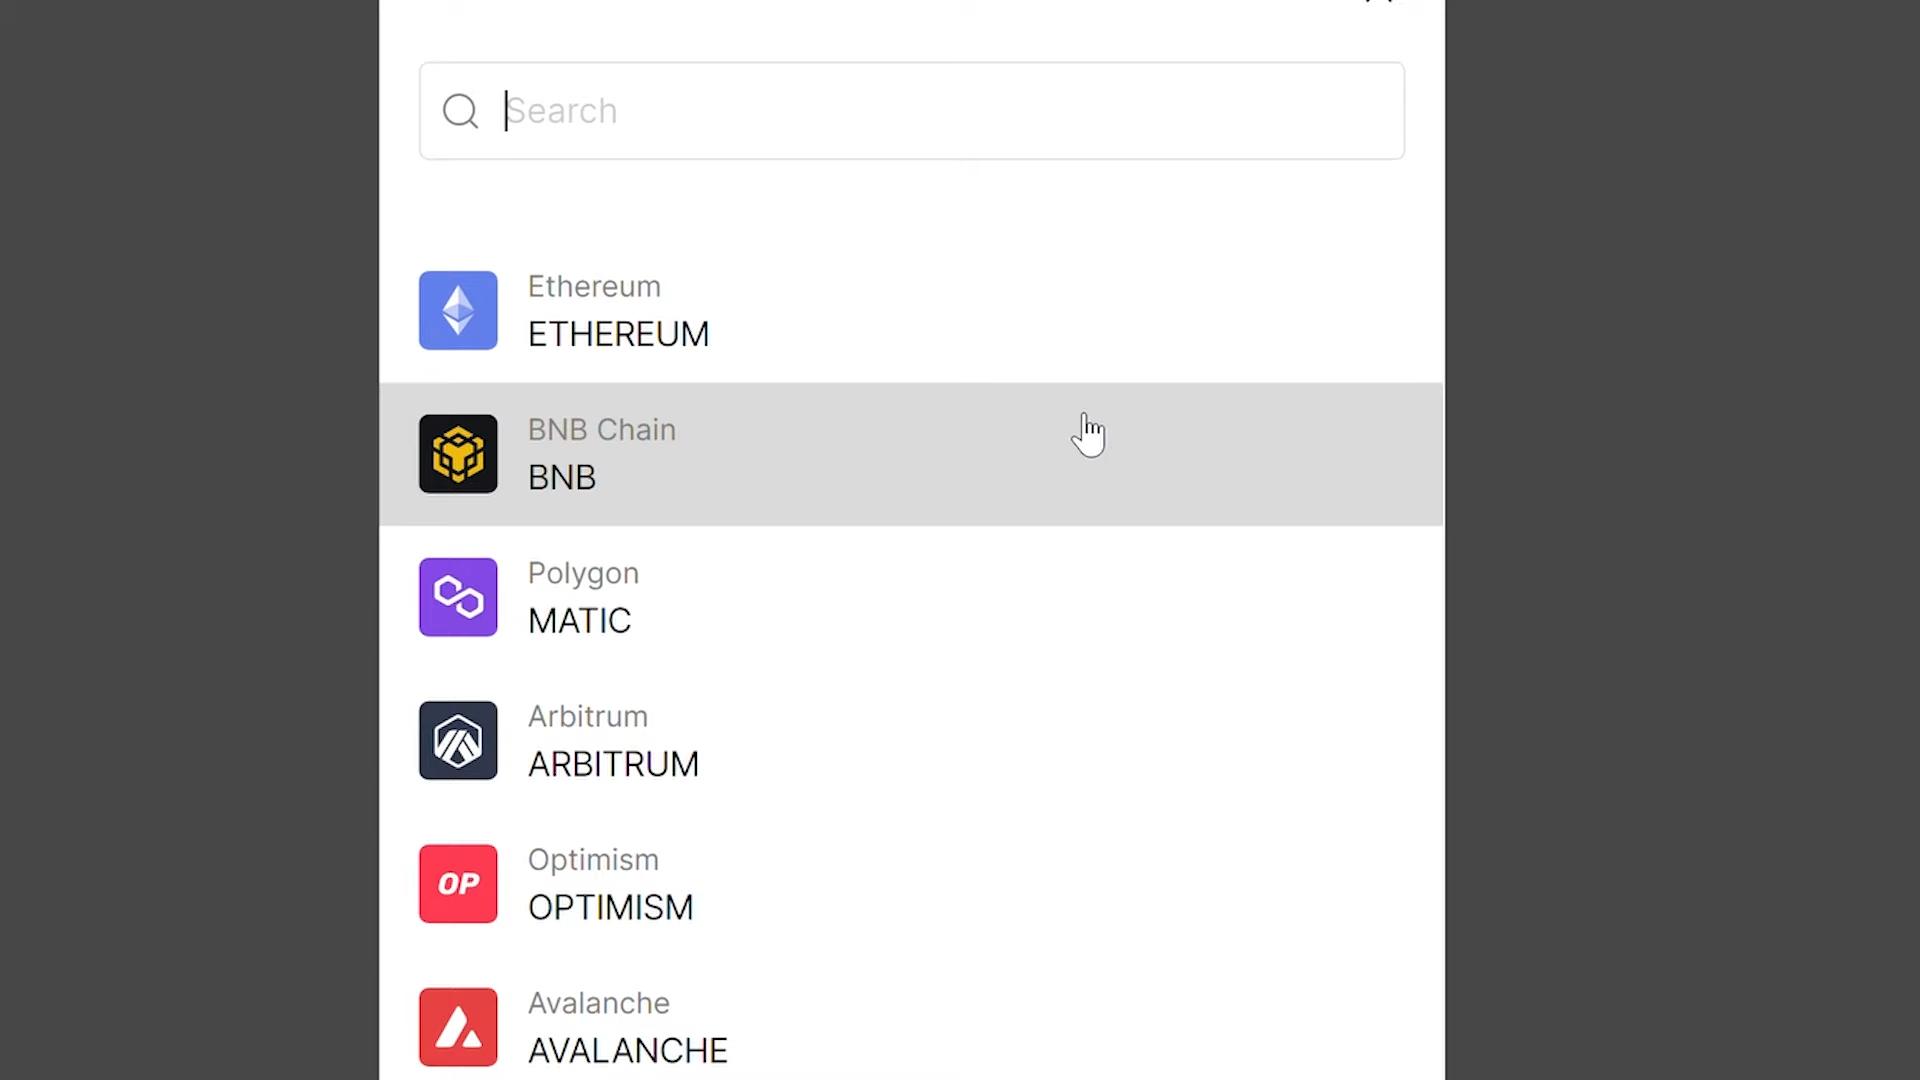 Search
Ethereum
ETHEREUM
BNB Chain
BNB
Polygon
MATIC
Arbitrum
ARBITRUM
OP
Optimism
OPTIMISM
Avalanche
AVALANCHE